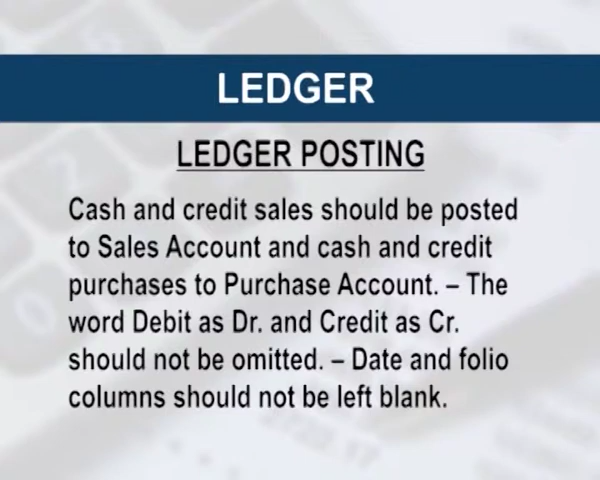 LEDGER
LEDGER POSTING
Cash and credit sales should be posted
to Sales Account and cash and credit
purchases to Purchase Account. – The
word Debit as Dr. and Credit as Cr.
should not be omitted. – Date and folio
columns should not be left blank.